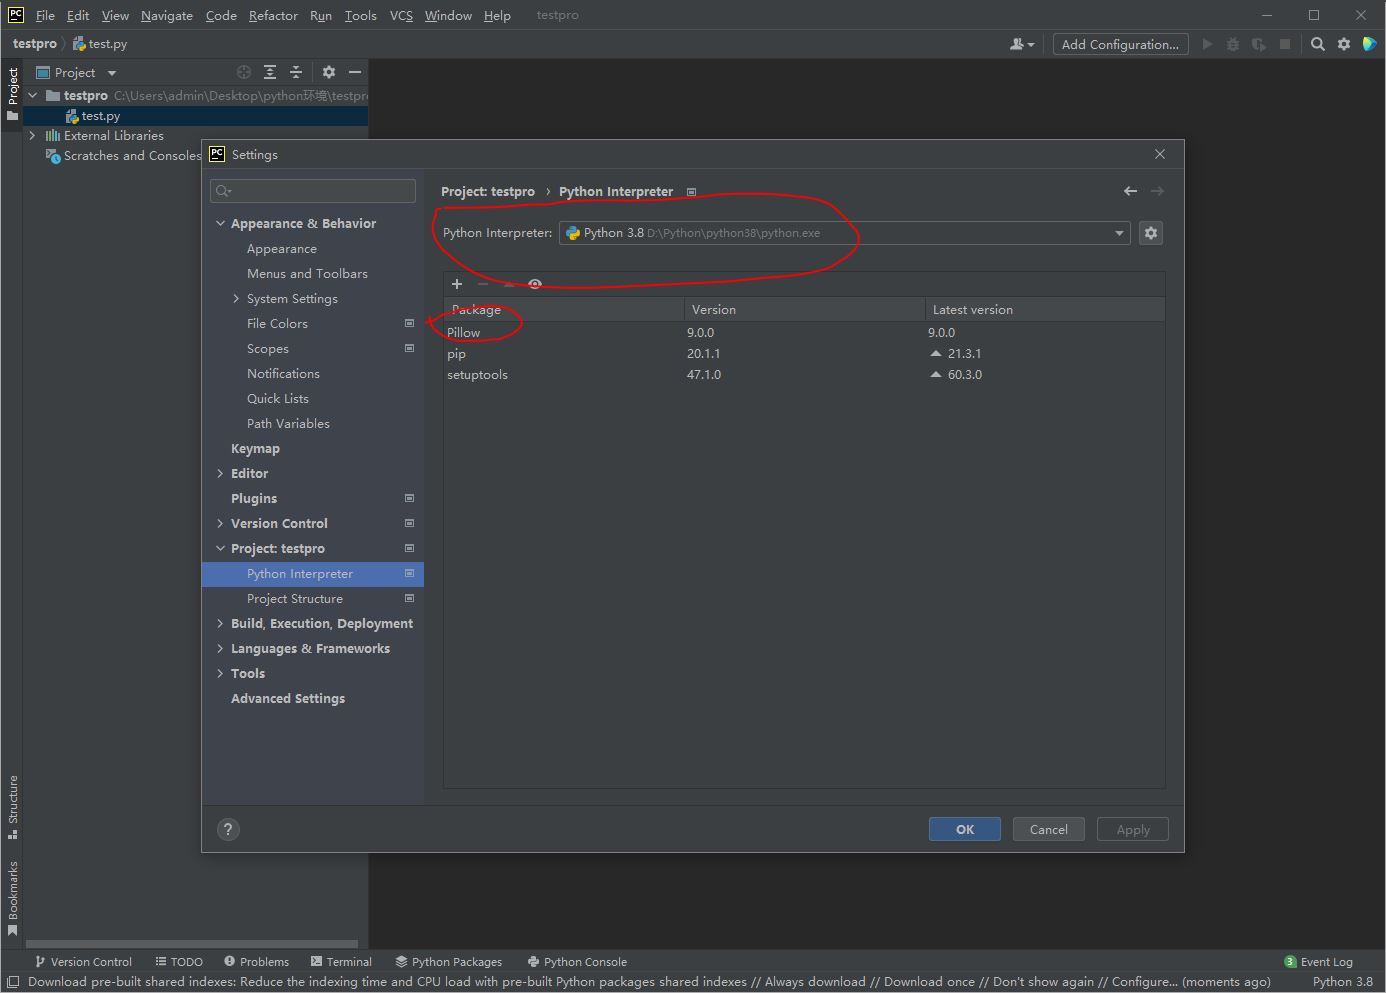 PC File Edit View Navigate Code Refactor Run Tools VCS Window Help testpro
testpro test.py Add Configuration...
Project
Project
testpro C:\Users\admin\Desktop\python环境\testpro
test.py
External Libraries
Scratches and Consoles
PC Settings
Project: testpro › Python Interpreter
Python Interpreter: Python 3.8 D:\Python\python38\python.exe
Appearance & Behavior
Appearance
Menus and Toolbars
System Settings
File Colors
Scopes
Notifications
Quick Lists
Path Variables
Keymap
Editor
Plugins
Version Control
Project: testpro
Python Interpreter
Project Structure
Build, Execution, Deployment
Languages & Frameworks
Tools
Advanced Settings
Package Version Latest version
Pillow 9.0.0 9.0.0
pip 20.1.1 21.3.1
setuptools 47.1.0 60.3.0
? OK Cancel Apply
Structure
Bookmarks
Version Control TODO Problems Terminal Python Packages Python Console 3 Event Log
Download pre-built shared indexes: Reduce the indexing time and CPU load with pre-built Python packages shared indexes // Always download // Download once // Don't show again // Configure... (moments ago) Python 3.8